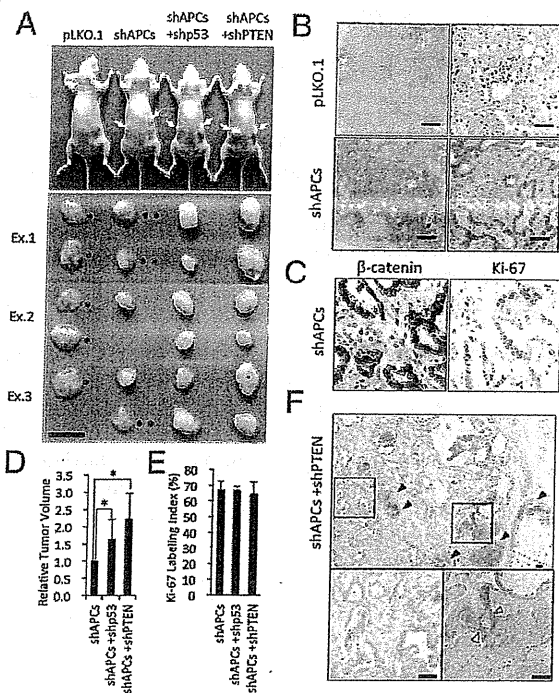 A
pLKO.1
shAPCs
shAPCs
+shp53
shAPCs
+shPTEN
Ex.1
Ex.2
Ex.3
B
pLKO.1
shAPCs
C
β-catenin
Ki-67
shAPCs
D
Relative Tumor Volume
3.5
3.0
2.5
2.0
1.5
1.0
0.5
0.0
*
*
shAPCs
shAPCs +shp53
shAPCs +shPTEN
E
Ki-67 Labeling Index (%)
80
70
60
50
40
30
20
10
0
shAPCs
shAPCs +shp53
shAPCs +shPTEN
F
shAPCs +shPTEN